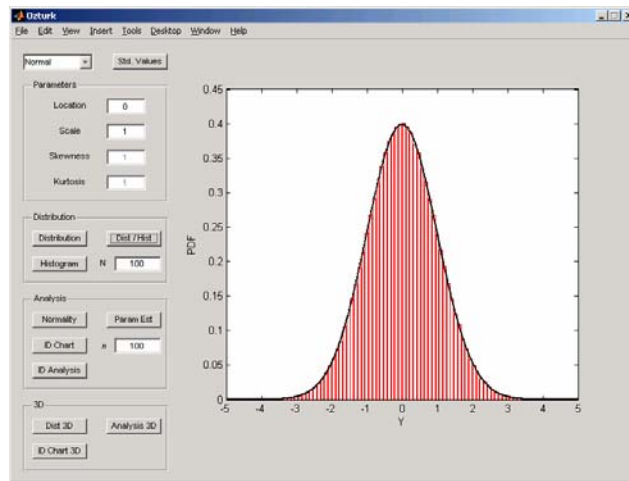 Ozturk
File Edit View Insert Tools Desktop Window Help
Normal Std. Values
Parameters
Location 0
Scale 1
Skewness 1
Kurtosis 1
Distribution
Distribution Dist / Hist
Histogram N 100
Analysis
Normality Param Est
ID Chart n 100
ID Analysis
3D
Dist 3D Analysis 3D
ID Chart 3D
0.45
0.4
0.35
0.3
0.25
0.2
0.15
0.1
0.05
0
PDF
-5 -4 -3 -2 -1 0 1 2 3 4 5
Y